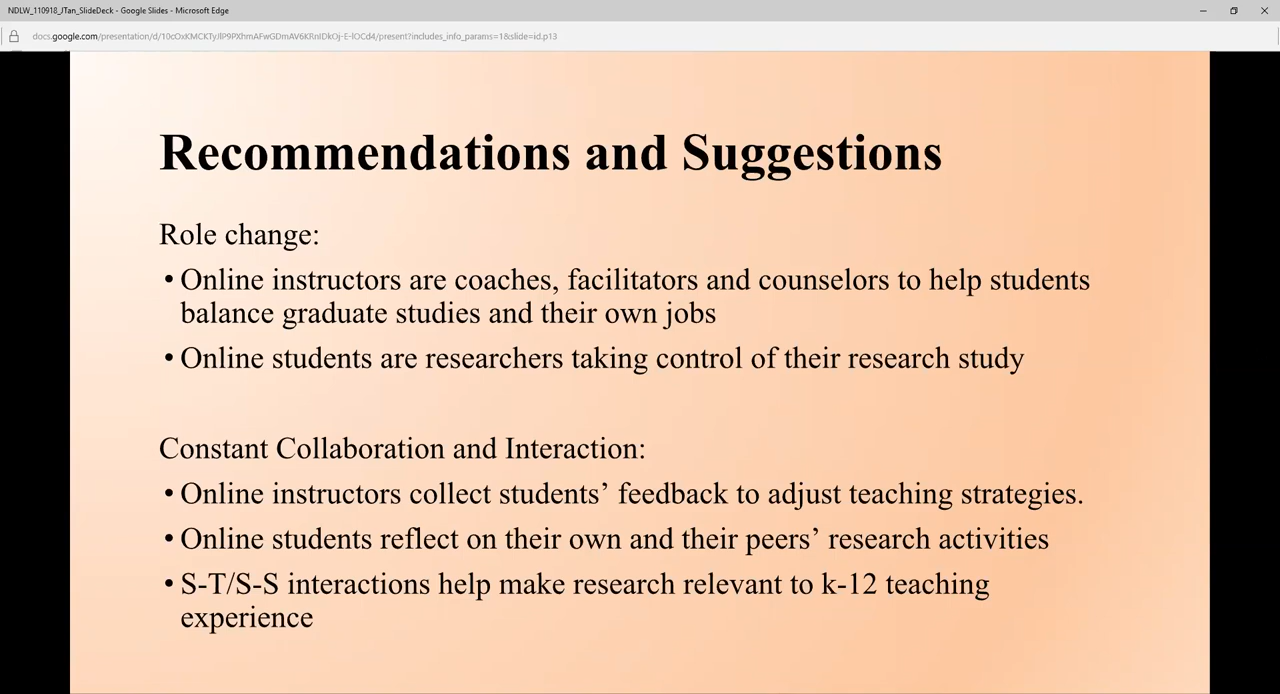 NDLW_110918_JTan_SlideDeck - Google Slides - Microsoft Edge
docs.google.com/presentation/d/10cOxKMCKTyJlP9PXhmAFwGDmAV6KRnIDkOj-E-lOCd4/present?includes_info_params=1&slide=id.p13
Recommendations and Suggestions
Role change:
• Online instructors are coaches, facilitators and counselors to help students
balance graduate studies and their own jobs
• Online students are researchers taking control of their research study
Constant Collaboration and Interaction:
• Online instructors collect students’ feedback to adjust teaching strategies.
• Online students reflect on their own and their peers’ research activities
• S-T/S-S interactions help make research relevant to k-12 teaching
experience